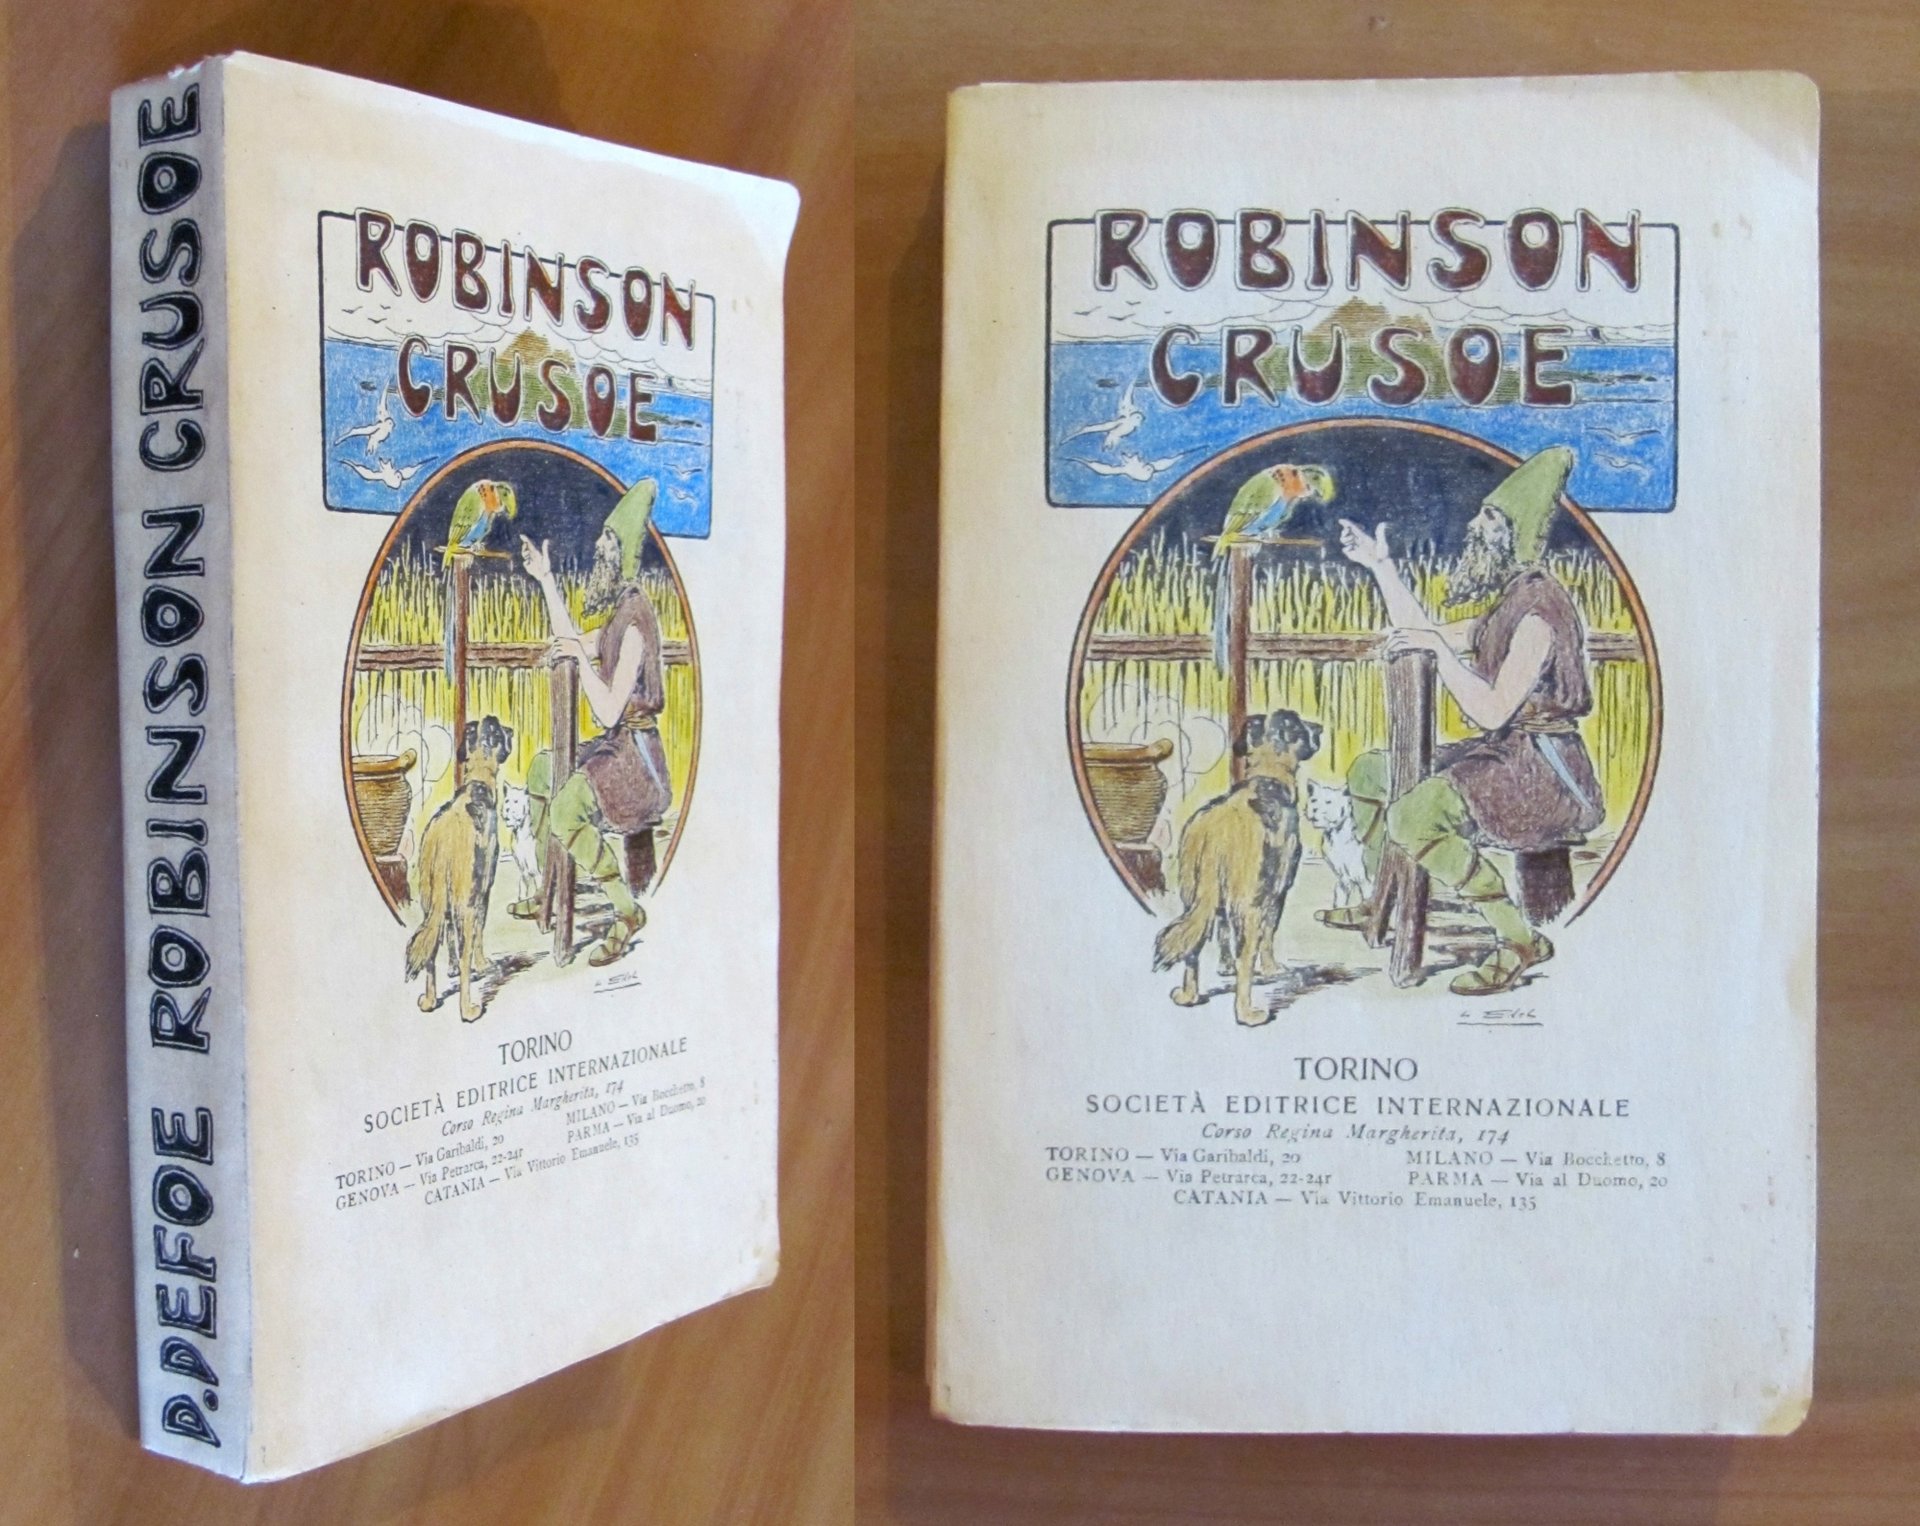 D. DEFOE ROBINSON CRUSOE
ROBINSON
CRUSOE'
TORINO
SOCIETÀ EDITRICE INTERNAZIONALE
Corso Regina Margherita, 174
TORINO — Via Garibaldi, 20 MILANO — Via Bocchetto, 8
GENOVA — Via Petrarca, 22-24r PARMA — Via al Duomo, 20
CATANIA — Via Vittorio Emanuele, 135
ROBINSON
CRUSOE'
TORINO
SOCIETÀ EDITRICE INTERNAZIONALE
Corso Regina Margherita, 174
TORINO — Via Garibaldi, 20 MILANO — Via Bocchetto, 8
GENOVA — Via Petrarca, 22-24r PARMA — Via al Duomo, 20
CATANIA — Via Vittorio Emanuele, 135